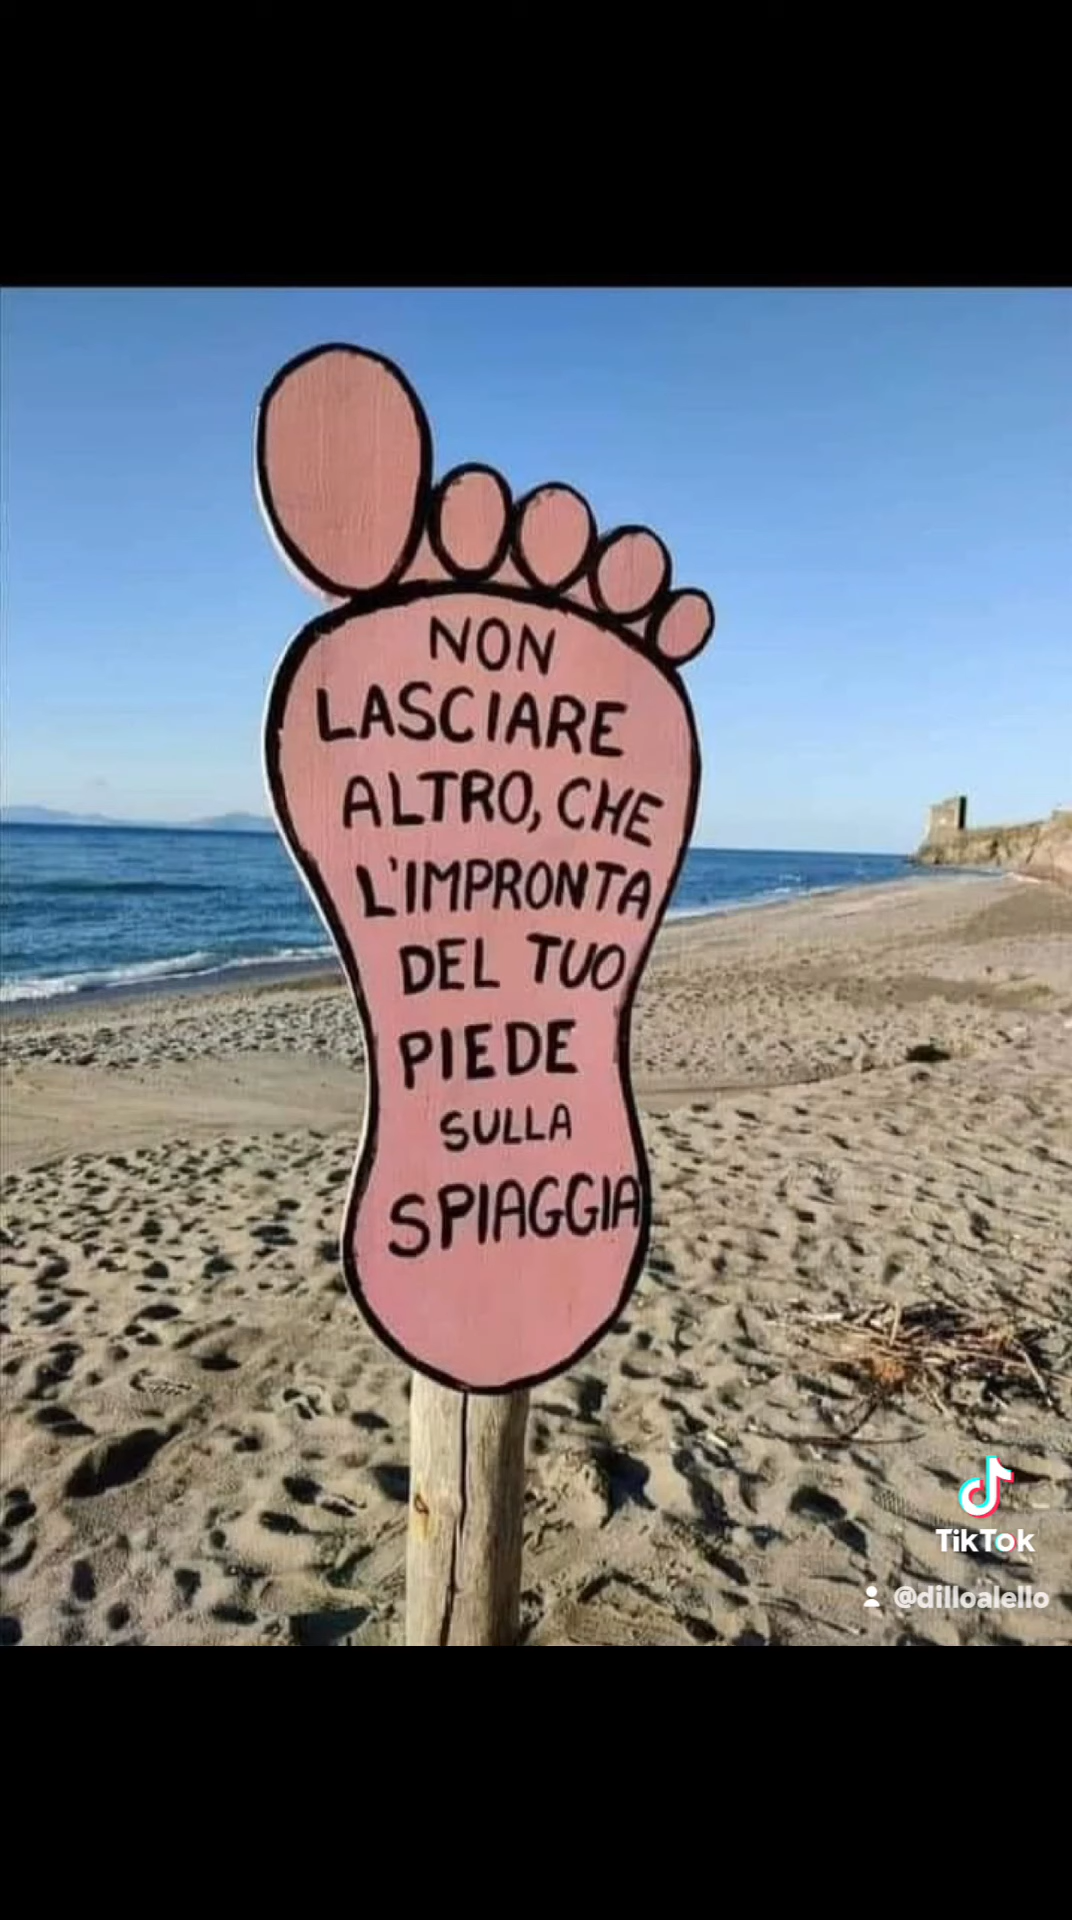 NON
LASCIARE
ALTRO, CHE
L'IMPRONTA
DEL TUO
PIEDE
SULLA
SPIAGGIA
TikTok
@dilloalello